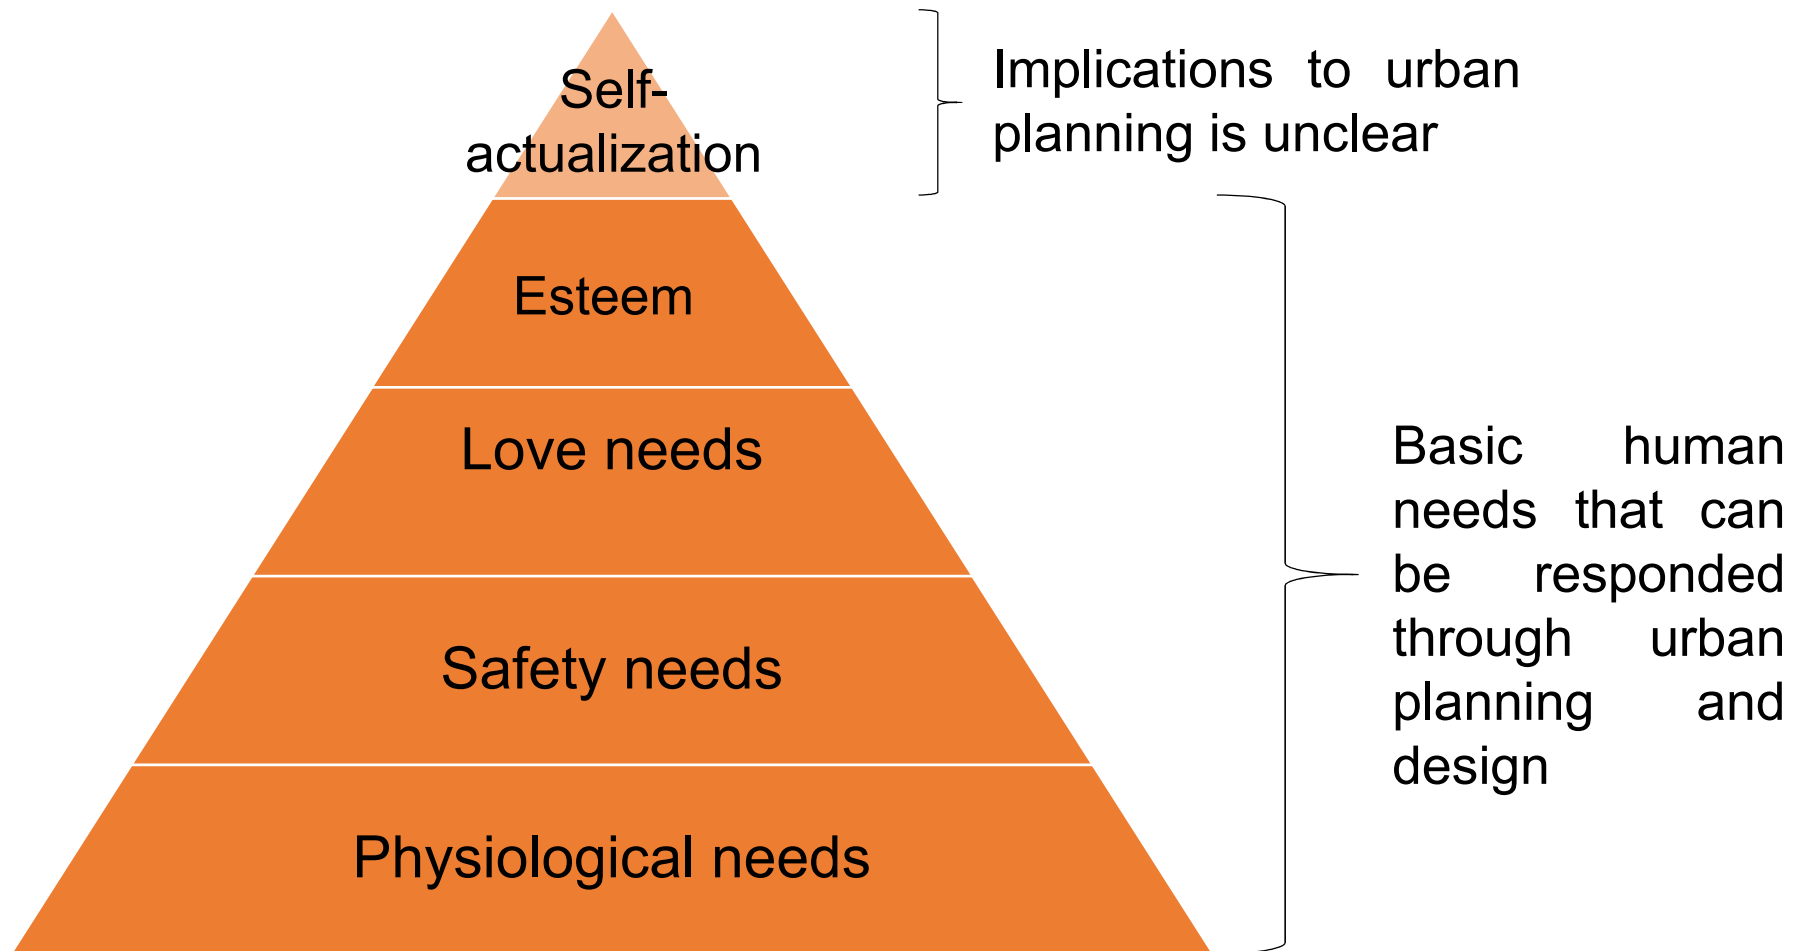 Self-
actualization
Implications to urban
planning is unclear
Esteem
Love needs
Safety needs
Physiological needs
Basic human
needs that can
be responded
through urban
planning and
design